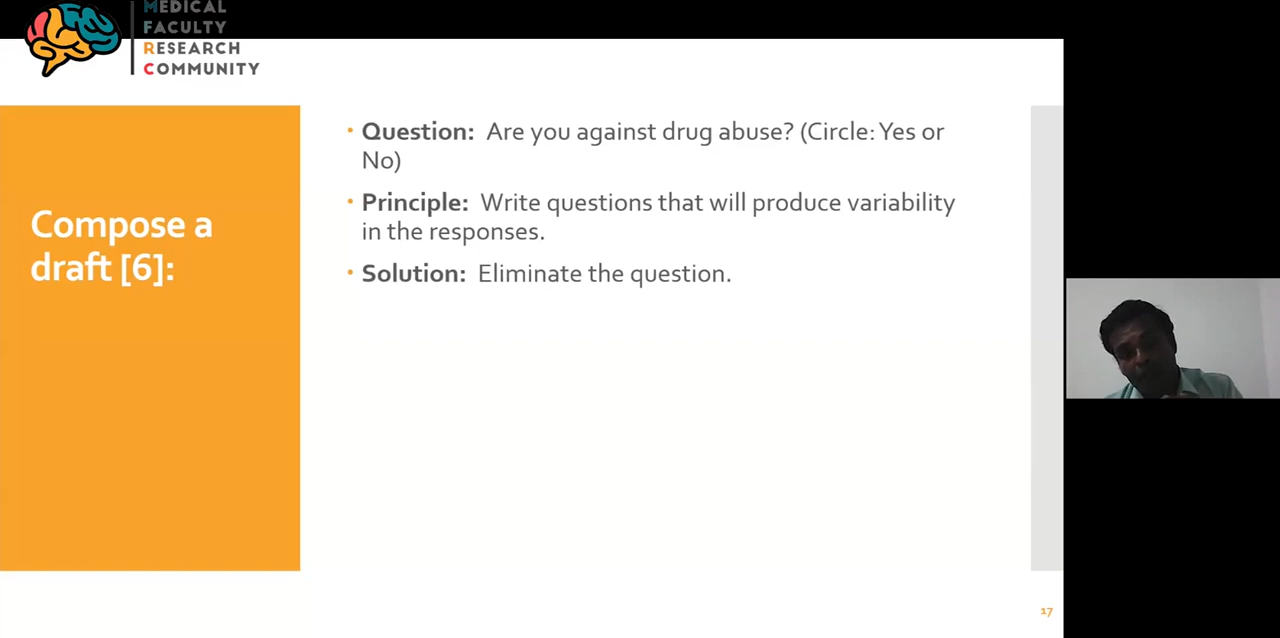 MEDICAL
FACULTY
RESEARCH
COMMUNITY
Compose a
draft [6]:
• Question: Are you against drug abuse? (Circle: Yes or
No)
• Principle: Write questions that will produce variability
in the responses.
• Solution: Eliminate the question.
17